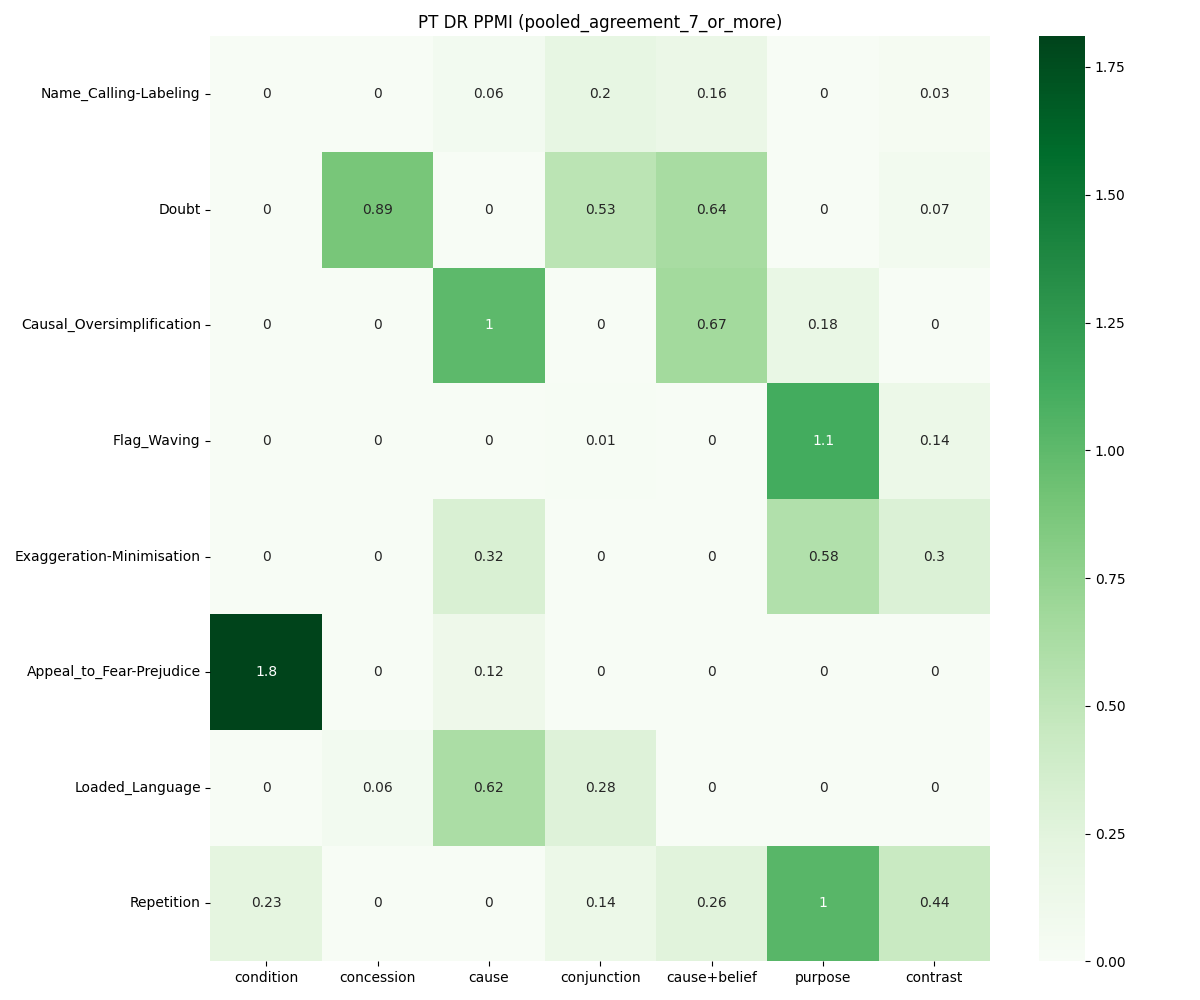 PT DR PPMI (pooled_agreement_7_or_more)
Name_Calling-Labeling 0 0 0.06 0.2 0.16 0 0.03
Doubt 0 0.89 0 0.53 0.64 0 0.07
Causal_Oversimplification 0 0 1 0 0.67 0.18 0
Flag_Waving 0 0 0 0.01 0 1.1 0.14
Exaggeration-Minimisation 0 0 0.32 0 0 0.58 0.3
Appeal_to_Fear-Prejudice 1.8 0 0.12 0 0 0 0
Loaded_Language 0 0.06 0.62 0.28 0 0 0
Repetition 0.23 0 0 0.14 0.26 1 0.44
condition concession cause conjunction cause+belief purpose contrast
1.75
1.50
1.25
1.00
0.75
0.50
0.25
0.00